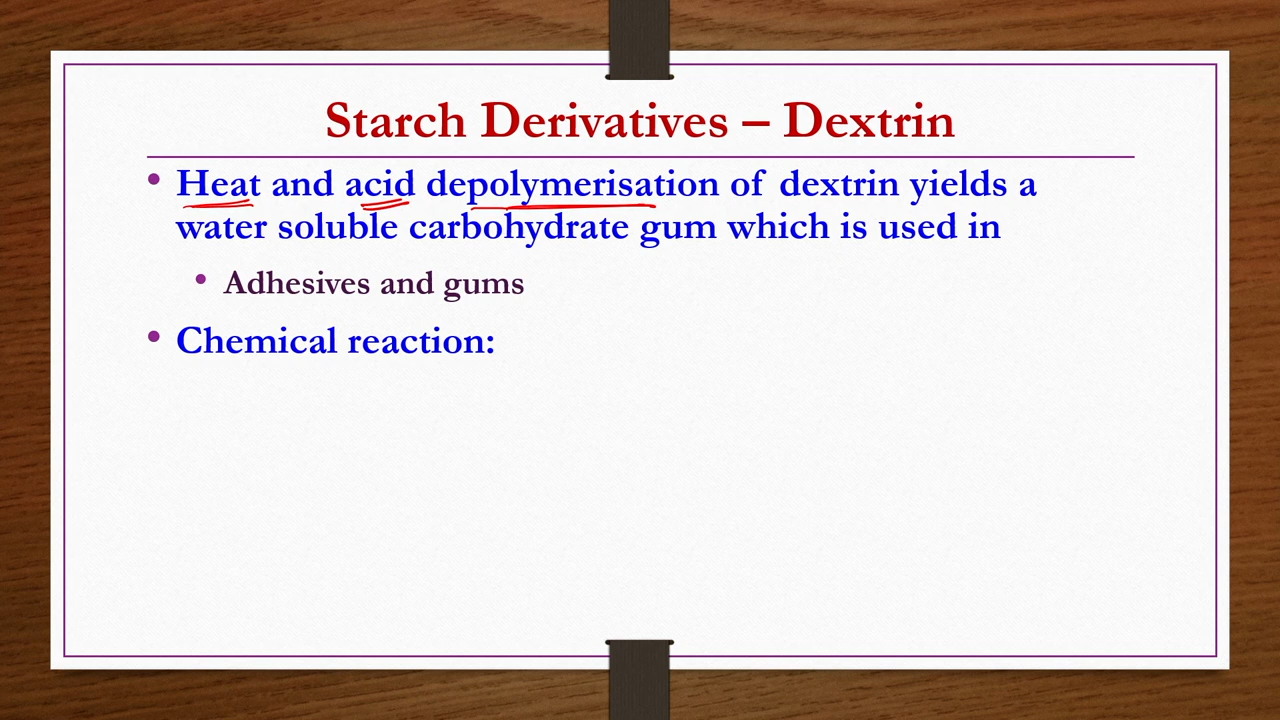 Starch Derivatives – Dextrin
• Heat and acid depolymerisation of dextrin yields a
water soluble carbohydrate gum which is used in
• Adhesives and gums
• Chemical reaction: